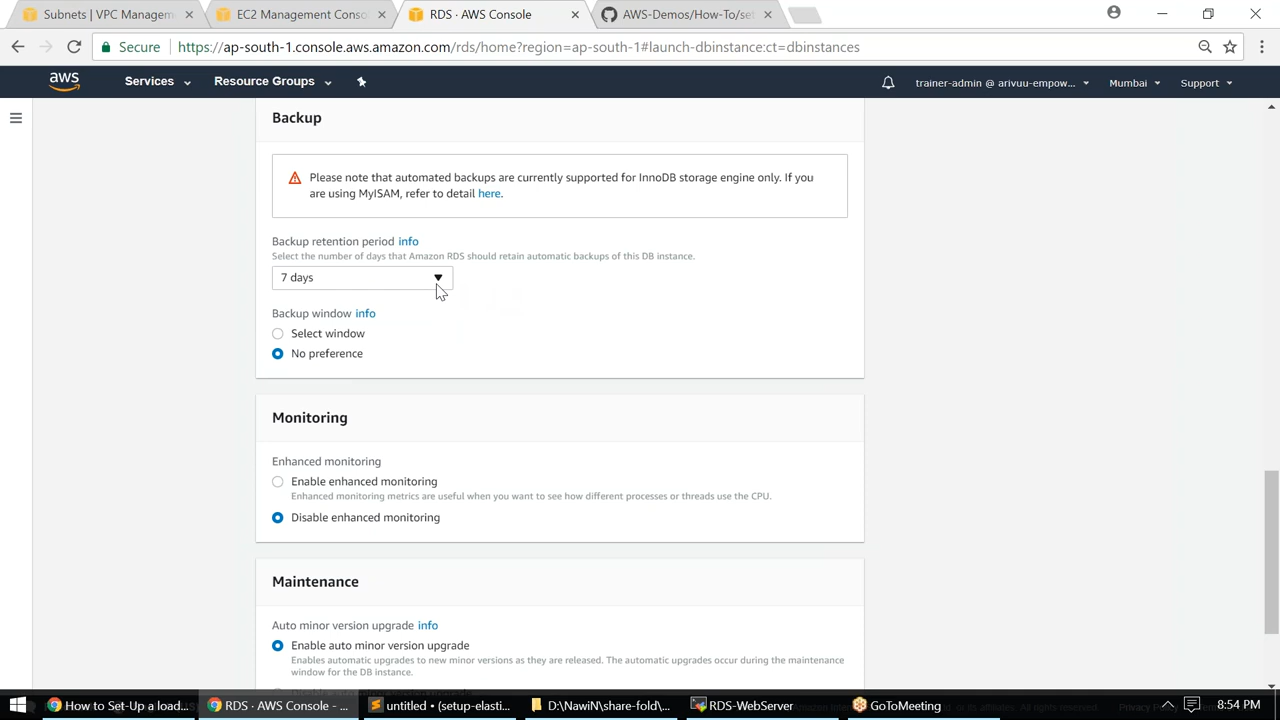 Subnets | VPC Managemen
EC2 Management Conso
RDS · AWS Console
AWS-Demos/How-To/set
Secure
https://ap-south-1.console.aws.amazon.com/rds/home?region=ap-south-1#launch-dbinstance:ct=dbinstances
aws
Services
Resource Groups
trainer-admin @ arivuu-empow...
Mumbai
Support
Backup
Please note that automated backups are currently supported for InnoDB storage engine only. If you
are using MyISAM, refer to detail here.
Backup retention period info
Select the number of days that Amazon RDS should retain automatic backups of this DB instance.
7 days
Backup window info
Select window
No preference
Monitoring
Enhanced monitoring
Enable enhanced monitoring
Enhanced monitoring metrics are useful when you want to see how different processes or threads use the CPU.
Disable enhanced monitoring
Maintenance
Auto minor version upgrade info
Enable auto minor version upgrade
Enables automatic upgrades to new minor versions as they are released. The automatic upgrades occur during the maintenance
window for the DB instance.
How to Set-Up a load...
RDS · AWS Console - ...
untitled • (setup-elasti...
D:\NawiN\share-fold\...
RDS-WebServer
GoToMeeting
8:54 PM